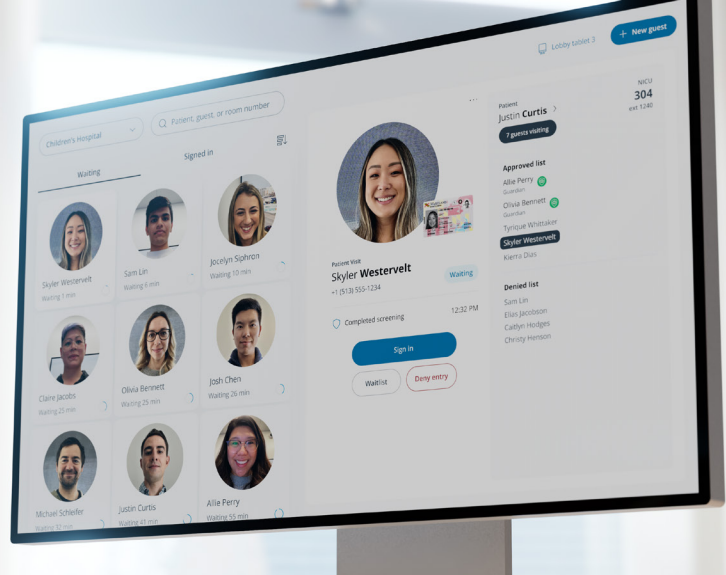 Lobby tablet 3
+ New guest
Children's Hospital
Patient, guest, or room number
Waiting
Signed in
Skyler Westervelt
Waiting 1 min
Sam Lin
Waiting 6 min
Jocelyn Siphron
Waiting 10 min
Claire Jacobs
Waiting 25 min
Olivia Bennett
Waiting 25 min
Josh Chen
Waiting 26 min
Michael Schleifer
Waiting 32 min
Justin Curtis
Waiting 41 min
Allie Perry
Waiting 55 min
Patient Visit
Skyler Westervelt
+1 (513) 555-1234
Waiting
Completed screening
12:32 PM
Sign in
Waitlist
Deny entry
Patient
Justin Curtis
7 guests visiting
NICU
304
ext 1240
Approved list
Allie Perry
Guardian
Olivia Bennett
Guardian
Tyrique Whittaker
Skyler Westervelt
Kierra Dias
Denied list
Sam Lin
Elias Jacobson
Caitlyn Hodges
Christy Henson